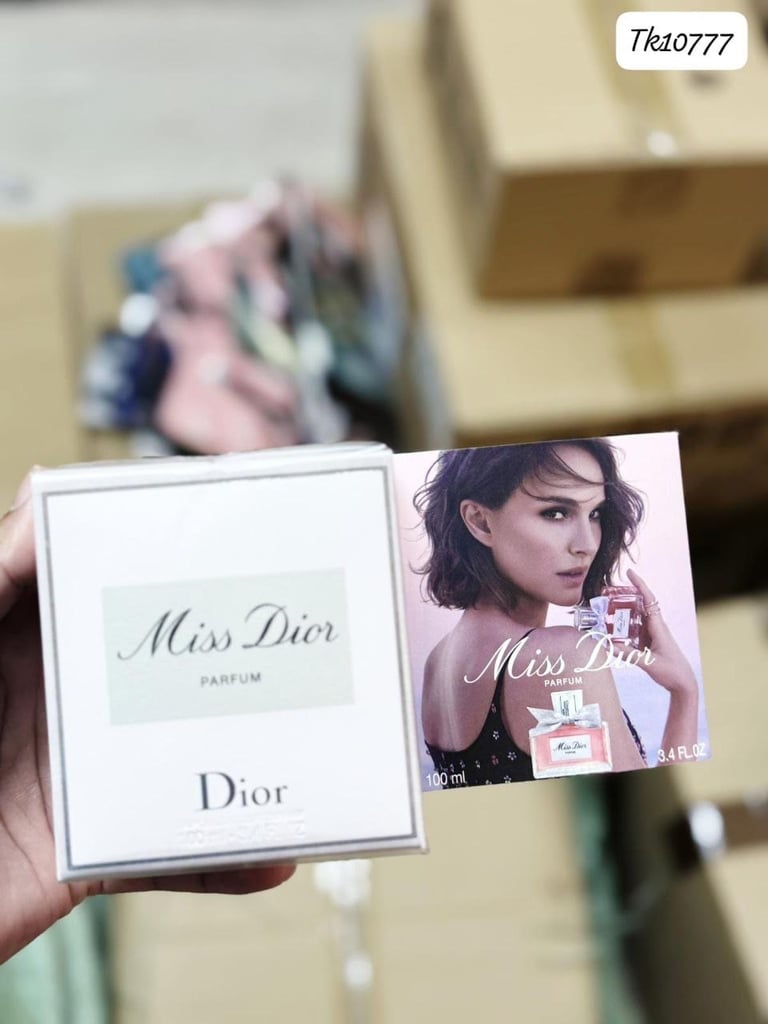 Tk10777
Miss Dior
PARFUM
Dior
Miss Dior
PARFUM
Miss Dior
100 ml
3.4 FL.OZ